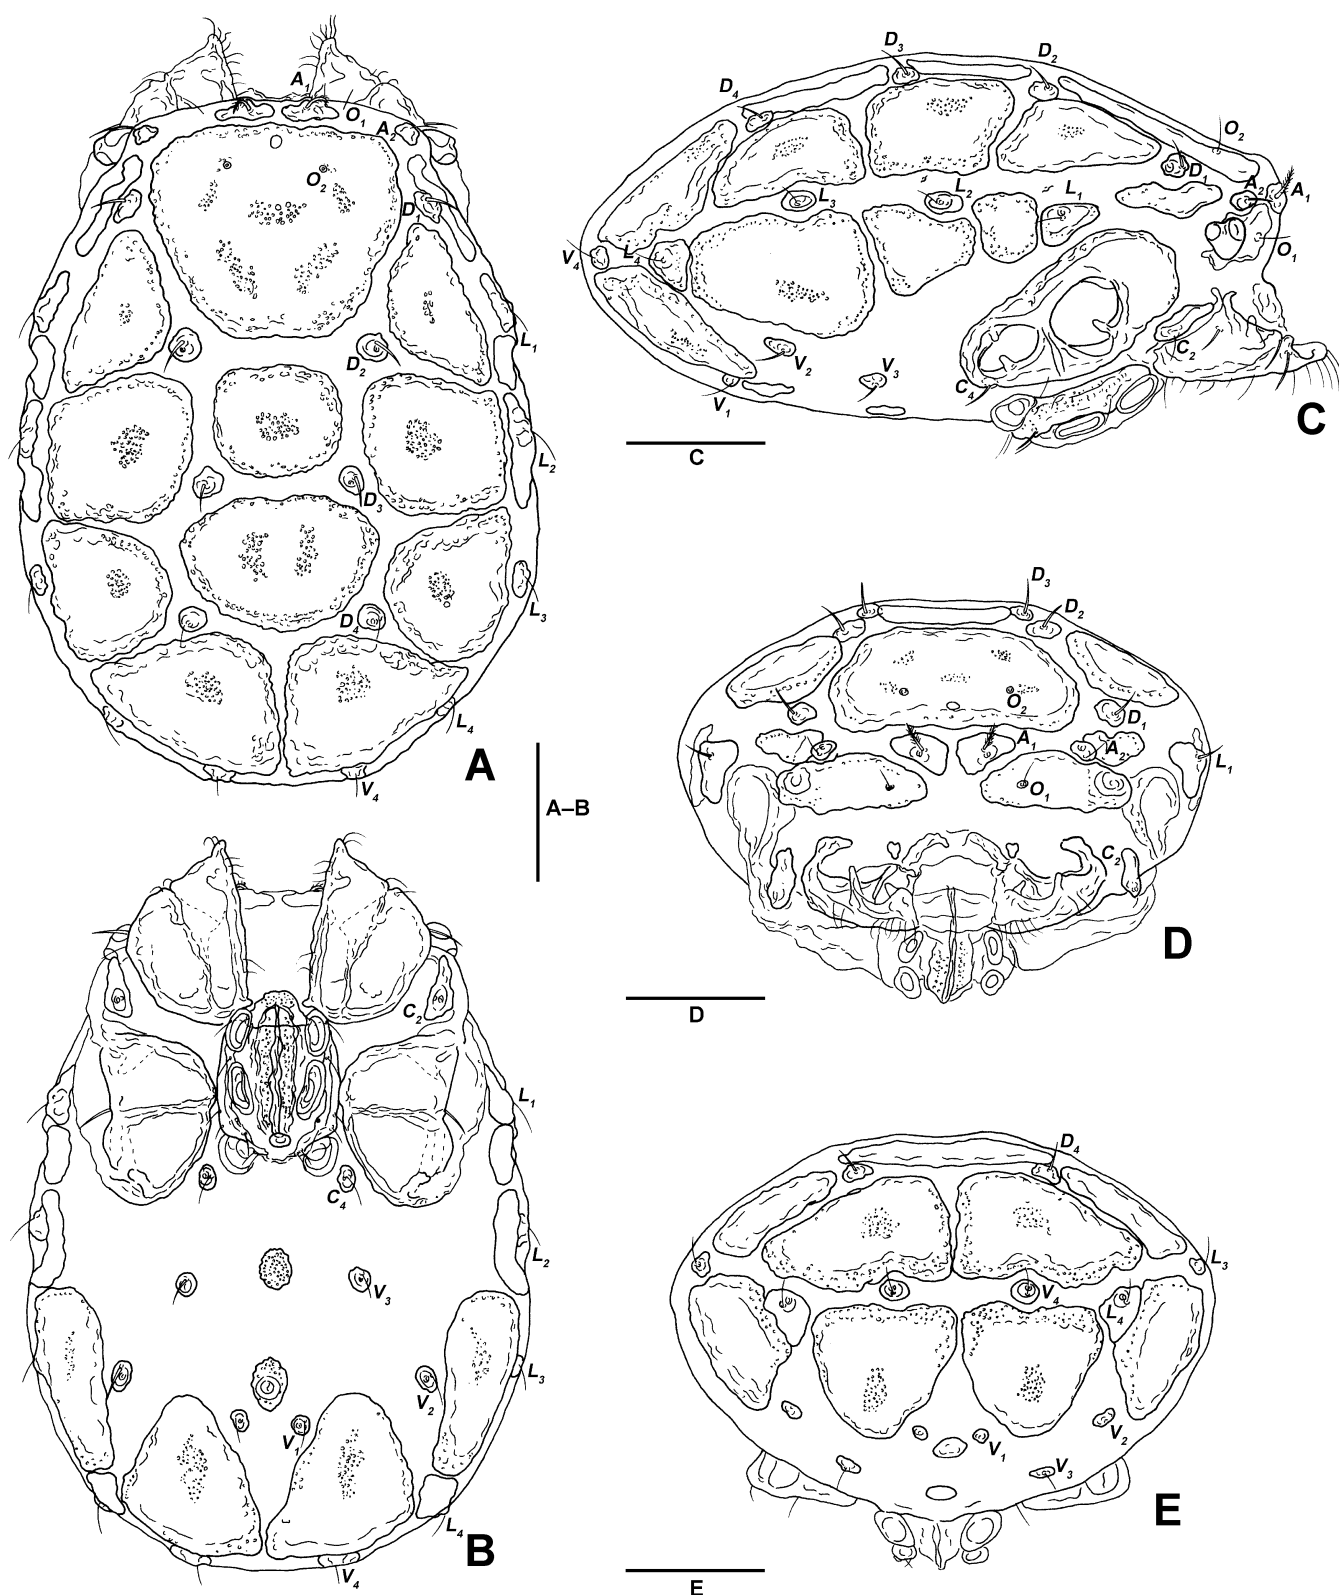 A₁
O₁
A₂
O₂
D₁
L₁
D₂
L₂
D₃
L₃
D₄
L₄
V₄
A
A–B
C₂
L₁
C₄
L₂
V₃
L₃
V₂
V₁
L₄
V₄
B
D₃
D₂
D₄
O₂
D₁
A₂
A₁
L₃
L₂
L₁
V₄
L₄
O₁
C₂
V₂
V₃
V₁
C₄
C
C
D₃
D₂
O₂
D₁
A₁
A₂
L₁
O₁
C₂
D
D
D₄
L₃
V₄
L₄
V₂
V₁
V₃
E
E